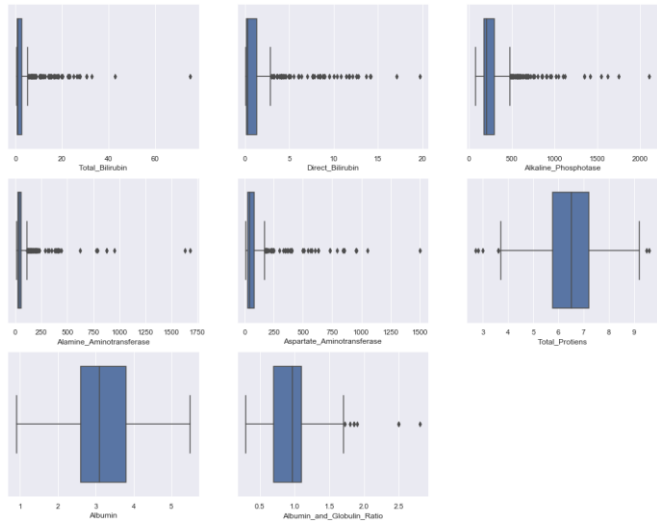 0 20 40 60
Total_Bilirubin
0 5 10 15 20
Direct_Bilirubin
0 500 1000 1500 2000
Alkaline_Phosphotase
0 250 500 750 1000 1250 1500 1750
Alamine_Aminotransferase
0 250 500 750 1000 1250 1500
Aspartate_Aminotransferase
3 4 5 6 7 8 9
Total_Protiens
1 2 3 4 5
Albumin
0.5 1.0 1.5 2.0 2.5
Albumin_and_Globulin_Ratio